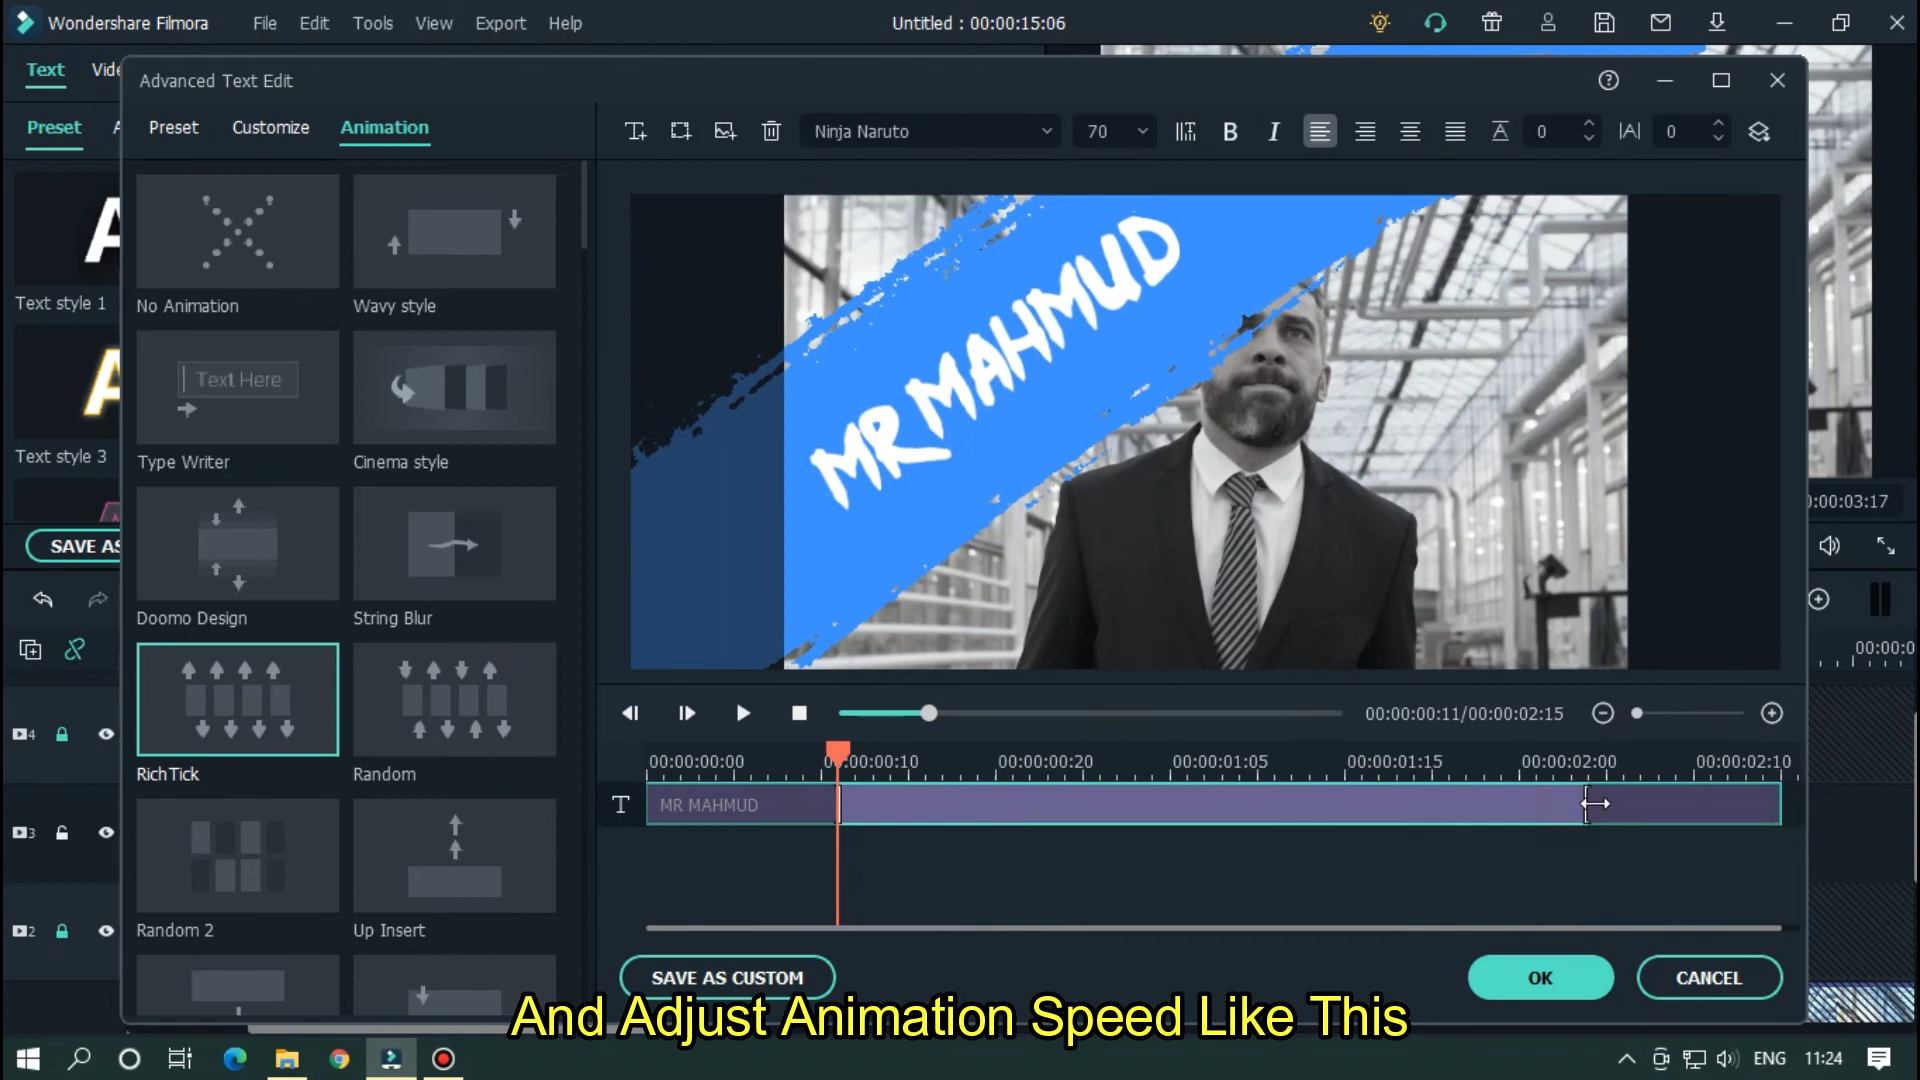 Wondershare Filmora
File Edit Tools View Export Help
Untitled : 00:00:15:06
Text
Advanced Text Edit
Preset
Preset Customize Animation
Ninja Naruto 70 B I 0 0
Text style 1
Text style 3
SAVE AS
No Animation
Wavy style
Text Here
Type Writer
Cinema style
Doomo Design
String Blur
RichTick
Random
Random 2
Up Insert
MR MAHMUD
00:03:17
00:00:00:11/00:00:02:15
00:00:00:00 00:00:00:10 00:00:00:20 00:00:01:05 00:00:01:15 00:00:02:00 00:00:02:10
T MR MAHMUD
4
3
2
SAVE AS CUSTOM
OK
CANCEL
And Adjust Animation Speed Like This
ENG 11:24